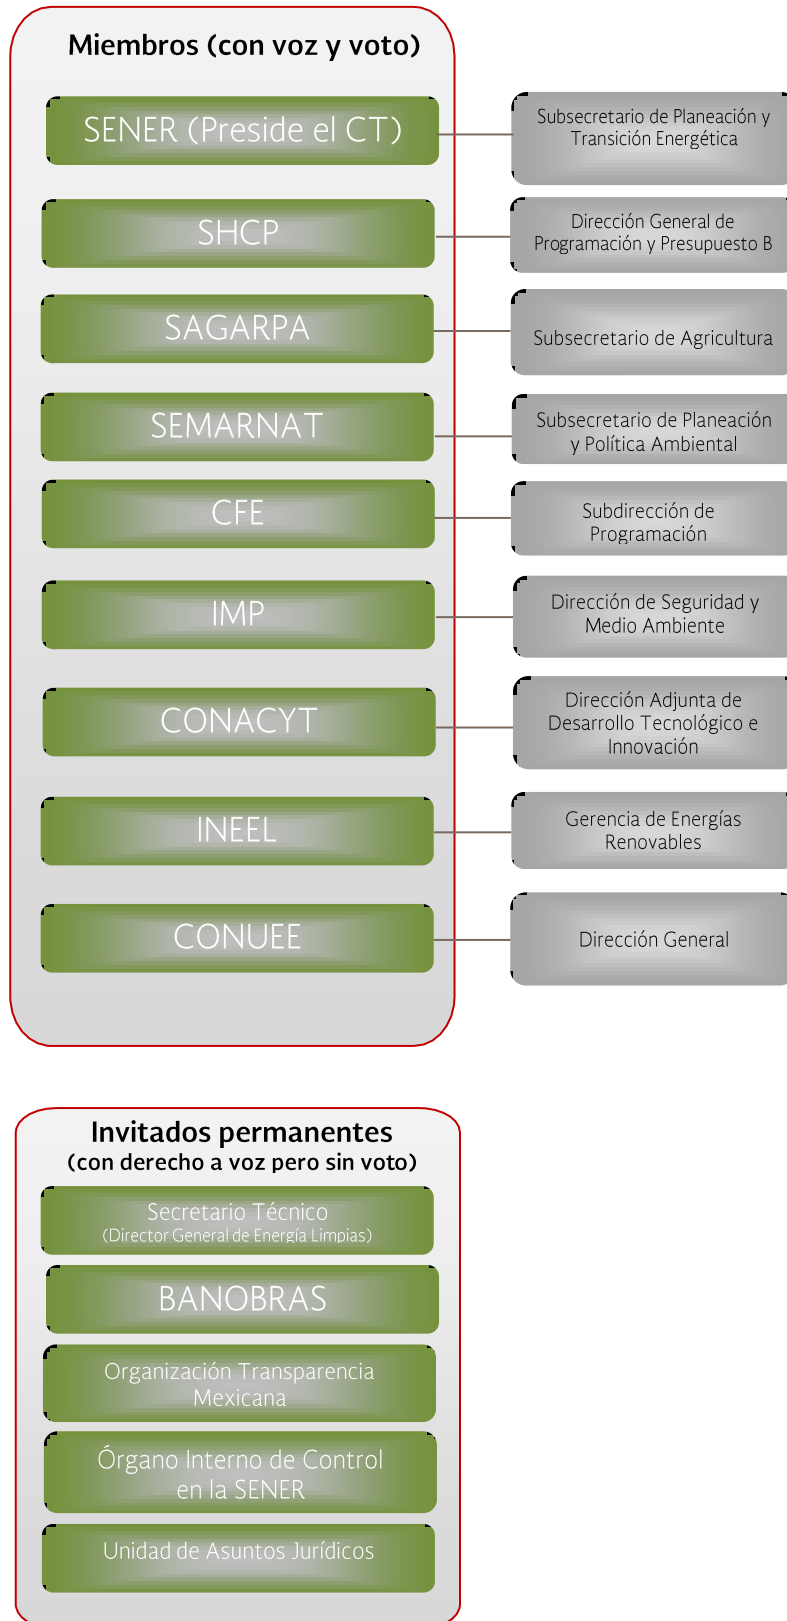 Miembros (con voz y voto)
SENER (Preside el CT)
Subsecretario de Planeación y
Transición Energética
SHCP
Dirección General de
Programación y Presupuesto B
SAGARPA
Subsecretario de Agricultura
SEMARNAT
Subsecretario de Planeación
y Política Ambiental
CFE
Subdirección de
Programación
IMP
Dirección de Seguridad y
Medio Ambiente
CONACYT
Dirección Adjunta de
Desarrollo Tecnológico e
Innovación
INEEL
Gerencia de Energías
Renovables
CONUEE
Dirección General
Invitados permanentes
(con derecho a voz pero sin voto)
Secretario Técnico
(Director General de Energía Limpias)
BANOBRAS
Organización Transparencia
Mexicana
Órgano Interno de Control
en la SENER
Unidad de Asuntos Jurídicos